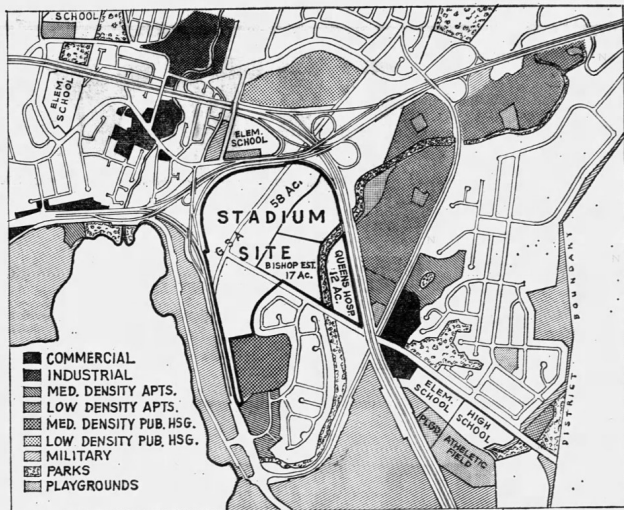 SCHOOL
ELEM.
SCHOOL
ELEM.
SCHOOL
58 AC.
STADIUM
G.S.A.
SITE
BISHOP EST.
17 AC.
QUEENS HOSP.
12 AC.
BOUNDARY
DISTRICT
COMMERCIAL
INDUSTRIAL
MED. DENSITY APTS.
LOW DENSITY APTS.
MED. DENSITY PUB. HSG.
LOW DENSITY PUB. HSG.
MILITARY
PARKS
PLAYGROUNDS
ELEM.
SCHOOL
HIGH
SCHOOL
ATHELETIC
FIELD